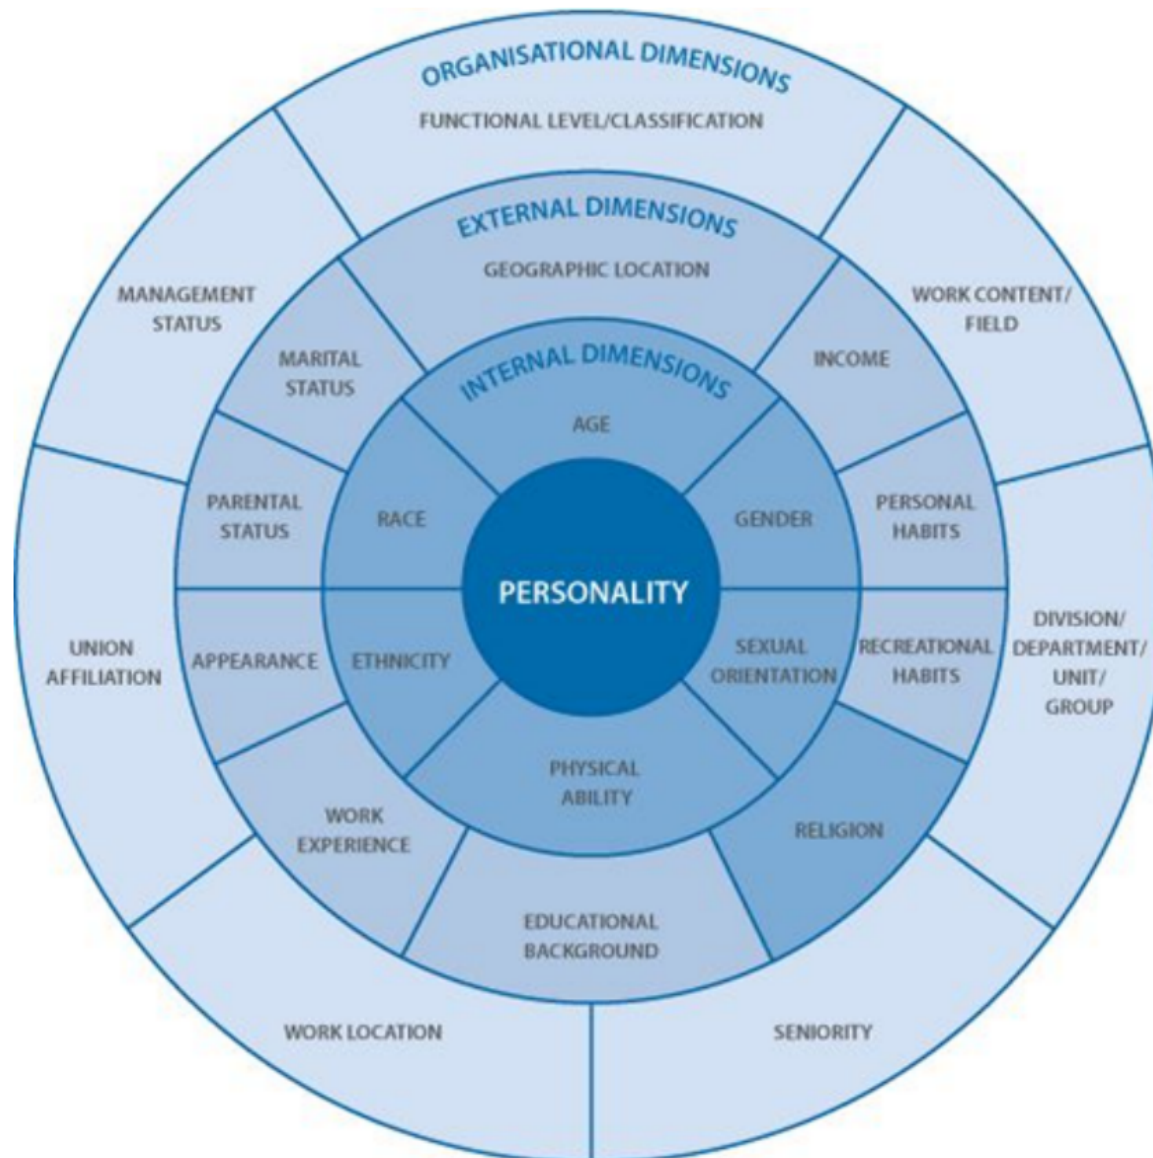 ORGANISATIONAL DIMENSIONS
FUNCTIONAL LEVEL/CLASSIFICATION
EXTERNAL DIMENSIONS
GEOGRAPHIC LOCATION
INTERNAL DIMENSIONS
AGE
PERSONALITY
MANAGEMENT
STATUS
WORK CONTENT/
FIELD
MARITAL
STATUS
INCOME
PARENTAL
STATUS
RACE
GENDER
PERSONAL
HABITS
UNION
AFFILIATION
APPEARANCE
ETHNICITY
SEXUAL
ORIENTATION
RECREATIONAL
HABITS
DIVISION/
DEPARTMENT/
UNIT/
GROUP
PHYSICAL
ABILITY
WORK
EXPERIENCE
RELIGION
EDUCATIONAL
BACKGROUND
WORK LOCATION
SENIORITY